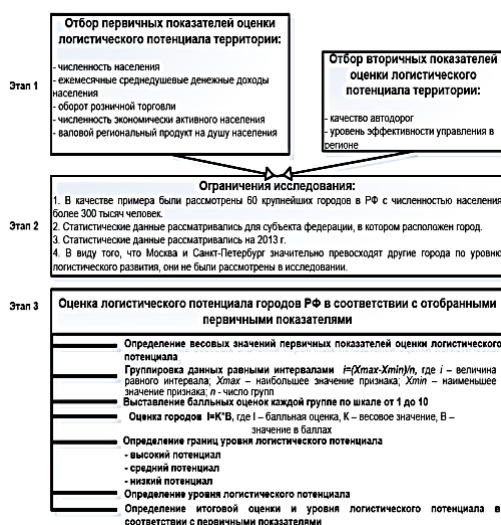 Отбор первичных показателей оценки
логистического потенциала территории:
- численность населения
- ежемесячные среднедушевые денежные доходы
населения
- оборот розничной торговли
- численность экономически активного населения
- валовой региональный продукт на душу населения
Отбор вторичных показателей
оценки логистического
потенциала территории:
- качество автодорог
- уровень эффективности управления в
регионе
Этап 1
Ограничения исследования:
1. В качестве примера были рассмотрены 60 крупнейших городов в РФ с численностью населения
более 300 тысяч человек.
2. Статистические данные рассматривались для субъекта федерации, в котором расположен город.
3. Статистические данные рассматривались на 2013 г.
4. В виду того, что Москва и Санкт-Петербург значительно превосходят другие города по уровню
логистического развития, они не были рассмотрены в исследовании.
Этап 2
Этап 3
Оценка логистического потенциала городов РФ в соответствии с отобранными
первичными показателями
Определение весовых значений первичных показателей оценки логистического
потенциала
Группировка данных равными интервалами i=(Xmax-Xmin)/n, где i – величина
равного интервала; Xmax – наибольшее значение признака; Xmin – наименьшее
значение признака; n - число групп
Выставление балльных оценок каждой группе по шкале от 1 до 10
Оценка городов I=K*B, где I – балльная оценка, К – весовое значение, В –
значение в баллах
Определение границ уровня логистического потенциала
- высокий потенциал
- средний потенциал
- низкий потенциал
Определение уровня логистического потенциала
Определение итоговой оценки и уровня логистического потенциала в
соответствии с первичными показателями